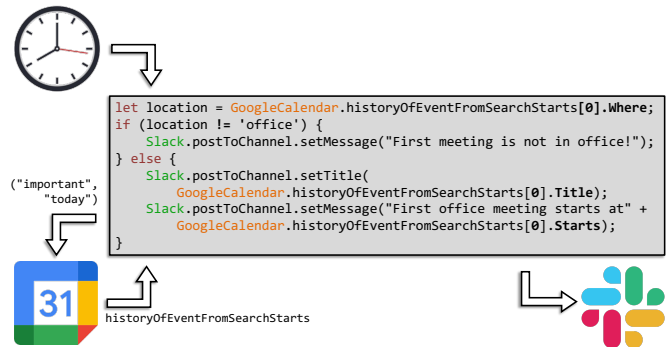 let location = GoogleCalendar.historyOfEventFromSearchStarts[0].Where;
if (location != 'office') {
    Slack.postToChannel.setMessage("First meeting is not in office!");
} else {
    Slack.postToChannel.setTitle(
        GoogleCalendar.historyOfEventFromSearchStarts[0].Title);
    Slack.postToChannel.setMessage("First office meeting starts at" +
        GoogleCalendar.historyOfEventFromSearchStarts[0].Starts);
}
("important",
"today")
31
historyOfEventFromSearchStarts